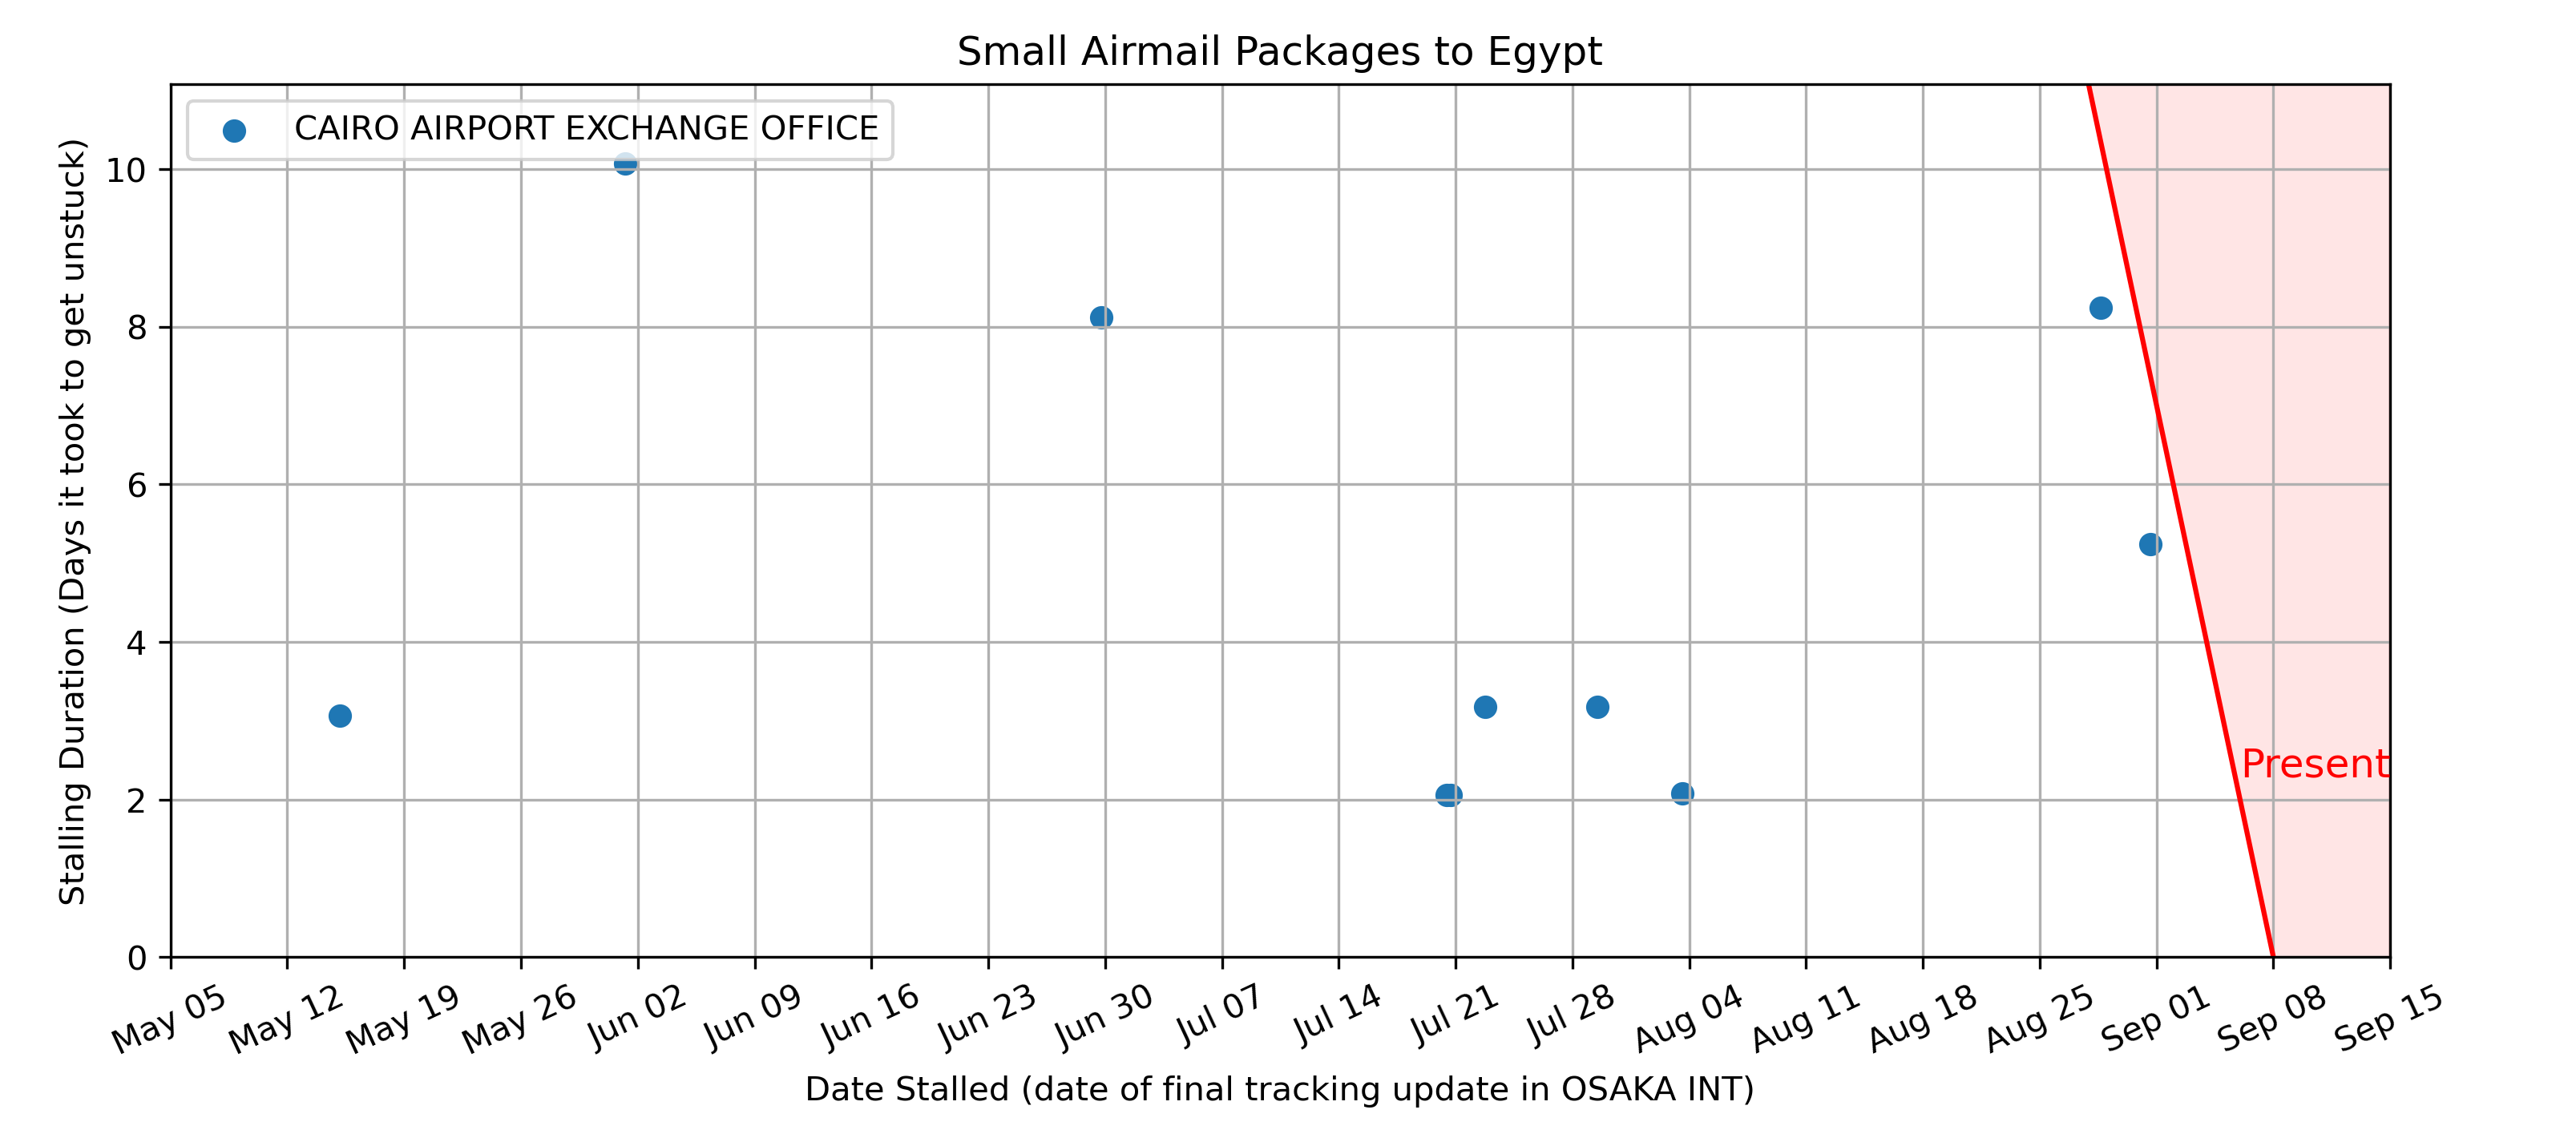 Small Airmail Packages to Egypt
CAIRO AIRPORT EXCHANGE OFFICE
Stalling Duration (Days it took to get unstuck)
10
8
6
4
2
0
Present
May 05
May 12
May 19
May 26
Jun 02
Jun 09
Jun 16
Jun 23
Jun 30
Jul 07
Jul 14
Jul 21
Jul 28
Aug 04
Aug 11
Aug 18
Aug 25
Sep 01
Sep 08
Sep 15
Date Stalled (date of final tracking update in OSAKA INT)